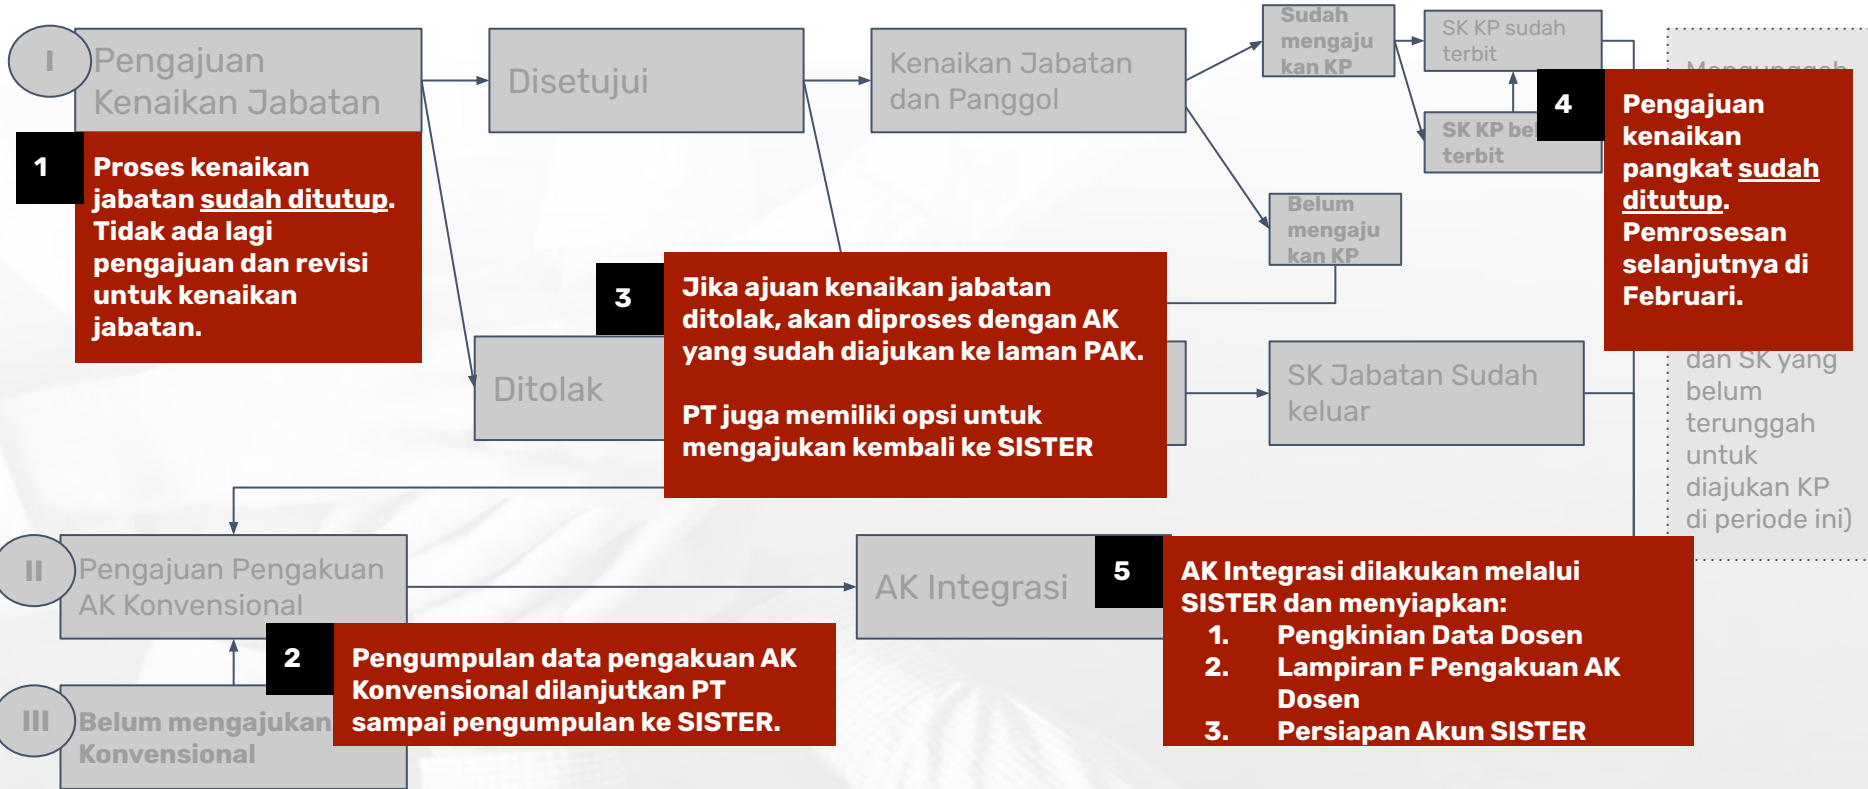 I
Pengajuan
Kenaikan Jabatan
Disetujui
Kenaikan Jabatan
dan Panggol
Sudah
mengaju
kan KP
SK KP sudah
terbit
SK KP
terbit
Belum
mengaju
kan KP
1
Proses kenaikan
jabatan sudah ditutup.
Tidak ada lagi
pengajuan dan revisi
untuk kenaikan
jabatan.
4
Pengajuan
kenaikan
pangkat sudah
ditutup.
Pemrosesan
selanjutnya di
Februari.
3
Jika ajuan kenaikan jabatan
ditolak, akan diproses dengan AK
yang sudah diajukan ke laman PAK.
PT juga memiliki opsi untuk
mengajukan kembali ke SISTER
Ditolak
SK Jabatan Sudah
keluar
dan SK yang
belum
terunggah
untuk
diajukan KP
di periode ini)
II
Pengajuan Pengakuan
AK Konvensional
AK Integrasi
5
AK Integrasi dilakukan melalui
SISTER dan menyiapkan:
1. Pengkinian Data Dosen
2. Lampiran F Pengakuan AK
Dosen
3. Persiapan Akun SISTER
2
Pengumpulan data pengakuan AK
Konvensional dilanjutkan PT
sampai pengumpulan ke SISTER.
III
Belum mengajukan
Konvensional